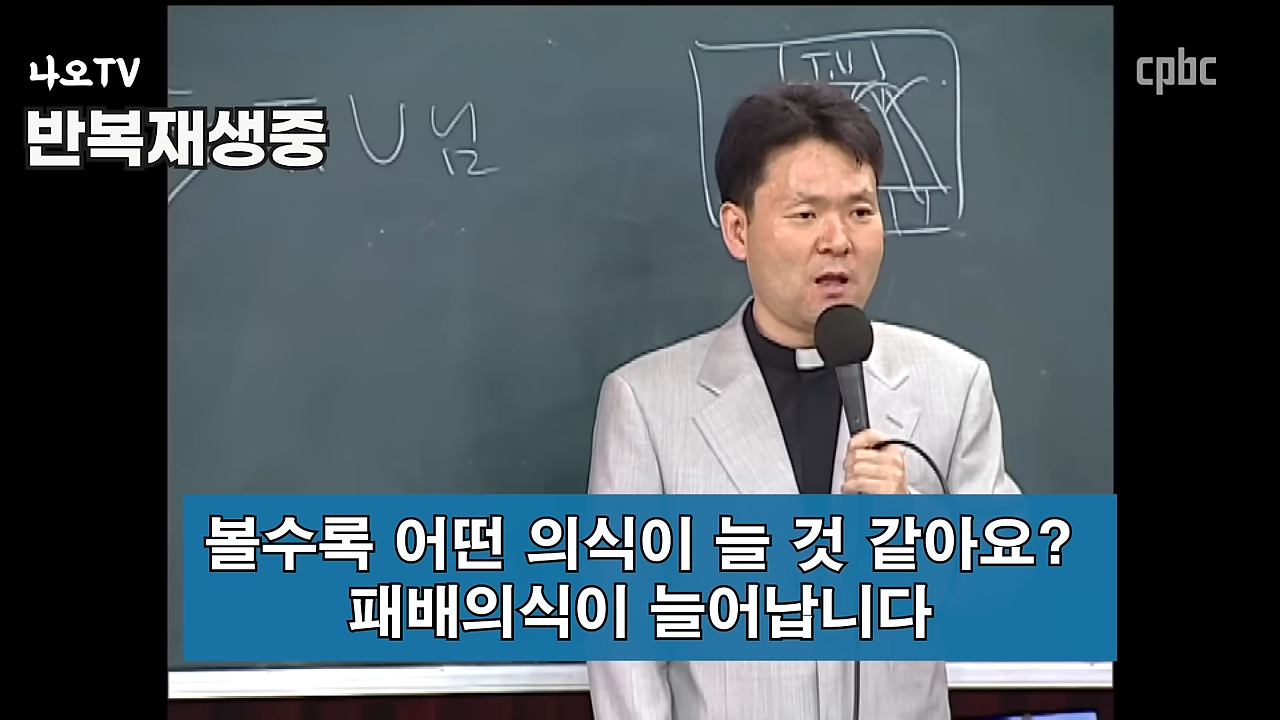 나오TV
반복재생중
cpbc
T.V
님
볼수록 어떤 의식이 늘 것 같아요?
패배의식이 늘어납니다